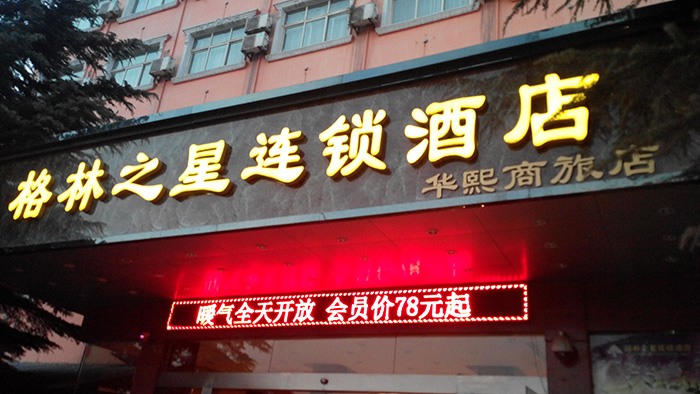 格林之星连锁酒店
华熙商旅店
暖气全天开放 会员价78元起